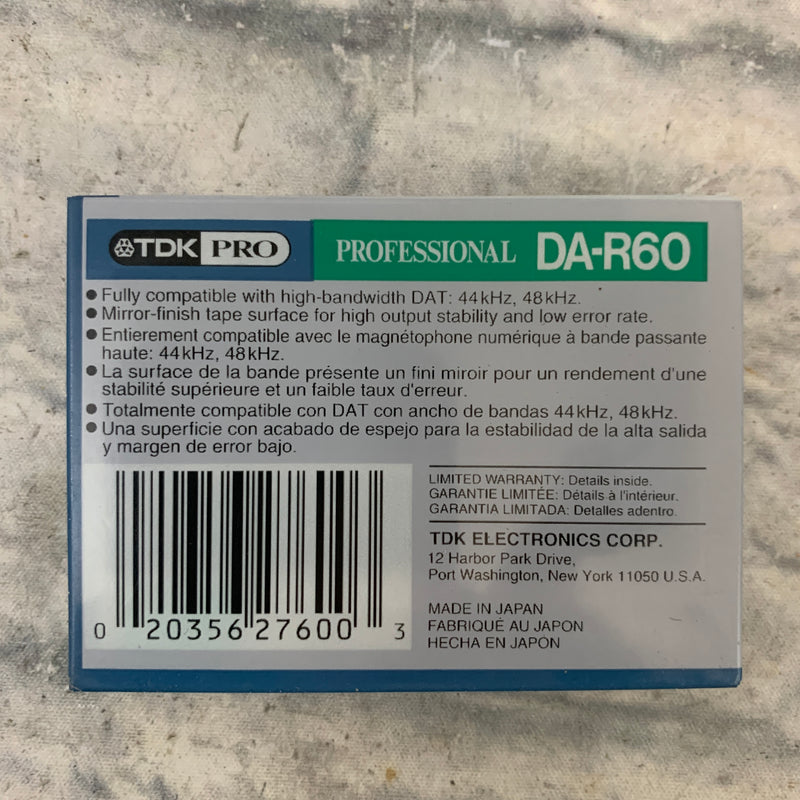 TDK PRO PROFESSIONAL DA-R60
● Fully compatible with high-bandwidth DAT: 44kHz, 48kHz.
● Mirror-finish tape surface for high output stability and low error rate.
● Entierement compatible avec le magnétophone numérique à bande passante
haute: 44kHz, 48kHz.
● La surface de la bande présente un fini miroir pour un rendement d'une
stabilité supérieure et un faible taux d'erreur.
● Totalmente compatible con DAT con ancho de bandas 44kHz, 48kHz.
● Una superficie con acabado de espejo para la estabilidad de la alta salida
y margen de error bajo.
LIMITED WARRANTY: Details inside.
GARANTIE LIMITÉE: Détails à l'intérieur.
GARANTIA LIMITADA: Detalles adentro.
TDK ELECTRONICS CORP.
12 Harbor Park Drive,
Port Washington, New York 11050 U.S.A.
MADE IN JAPAN
FABRIQUÉ AU JAPON
HECHA EN JAPON
0 20356 27600 3